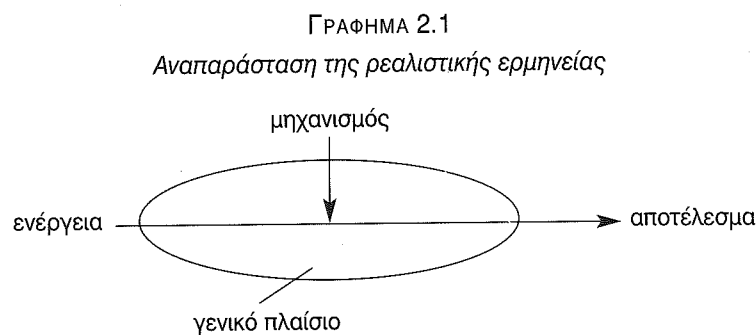 ΓΡΑΦΗΜΑ 2.1
Αναπαράσταση της ρεαλιστικής ερμηνείας
μηχανισμός
ενέργεια
αποτέλεσμα
γενικό πλαίσιο